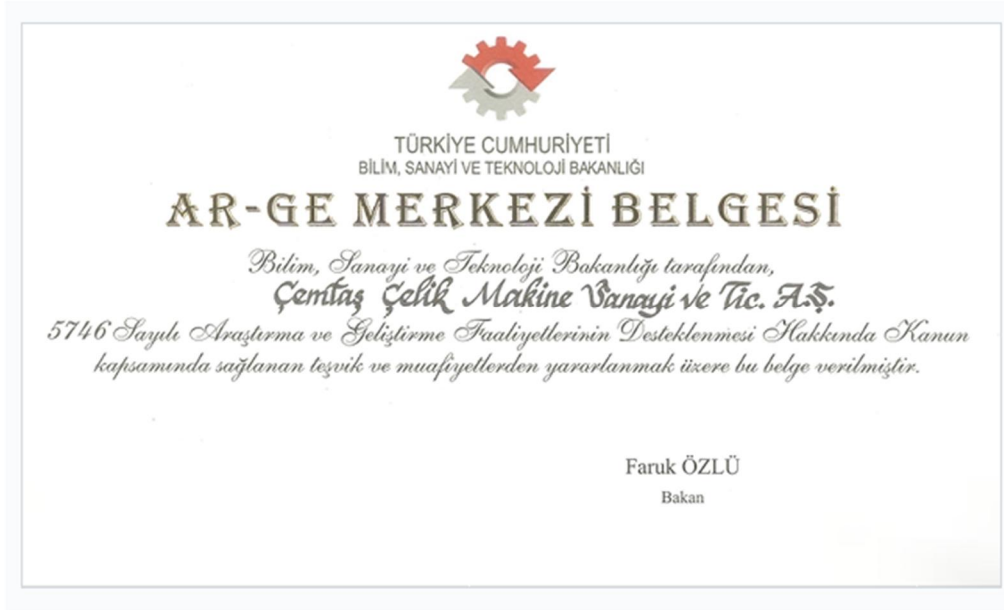 TÜRKİYE CUMHURİYETİ
BİLİM, SANAYİ VE TEKNOLOJİ BAKANLIĞI
AR-GE MERKEZİ BELGESİ
Bilim, Sanayi ve Teknoloji Bakanlığı tarafından,
Çemtaş Çelik Makine Sanayi ve Tic. A.Ş.
5746 Sayılı Araştırma ve Geliştirme Faaliyetlerinin Desteklenmesi Hakkında Kanun
kapsamında sağlanan teşvik ve muafiyetlerden yararlanmak üzere bu belge verilmiştir.
Faruk ÖZLÜ
Bakan